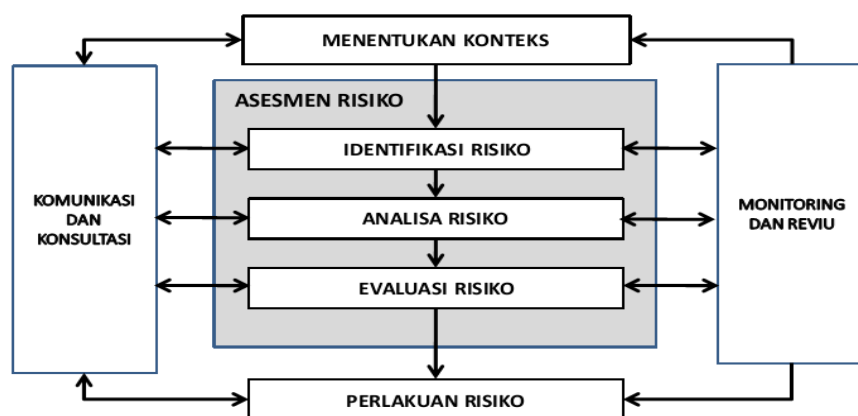 MENENTUKAN KONTEKS
ASESMEN RISIKO
IDENTIFIKASI RISIKO
KOMUNIKASI
DAN
KONSULTASI
ANALISA RISIKO
MONITORING
DAN REVIU
EVALUASI RISIKO
PERLAKUAN RISIKO